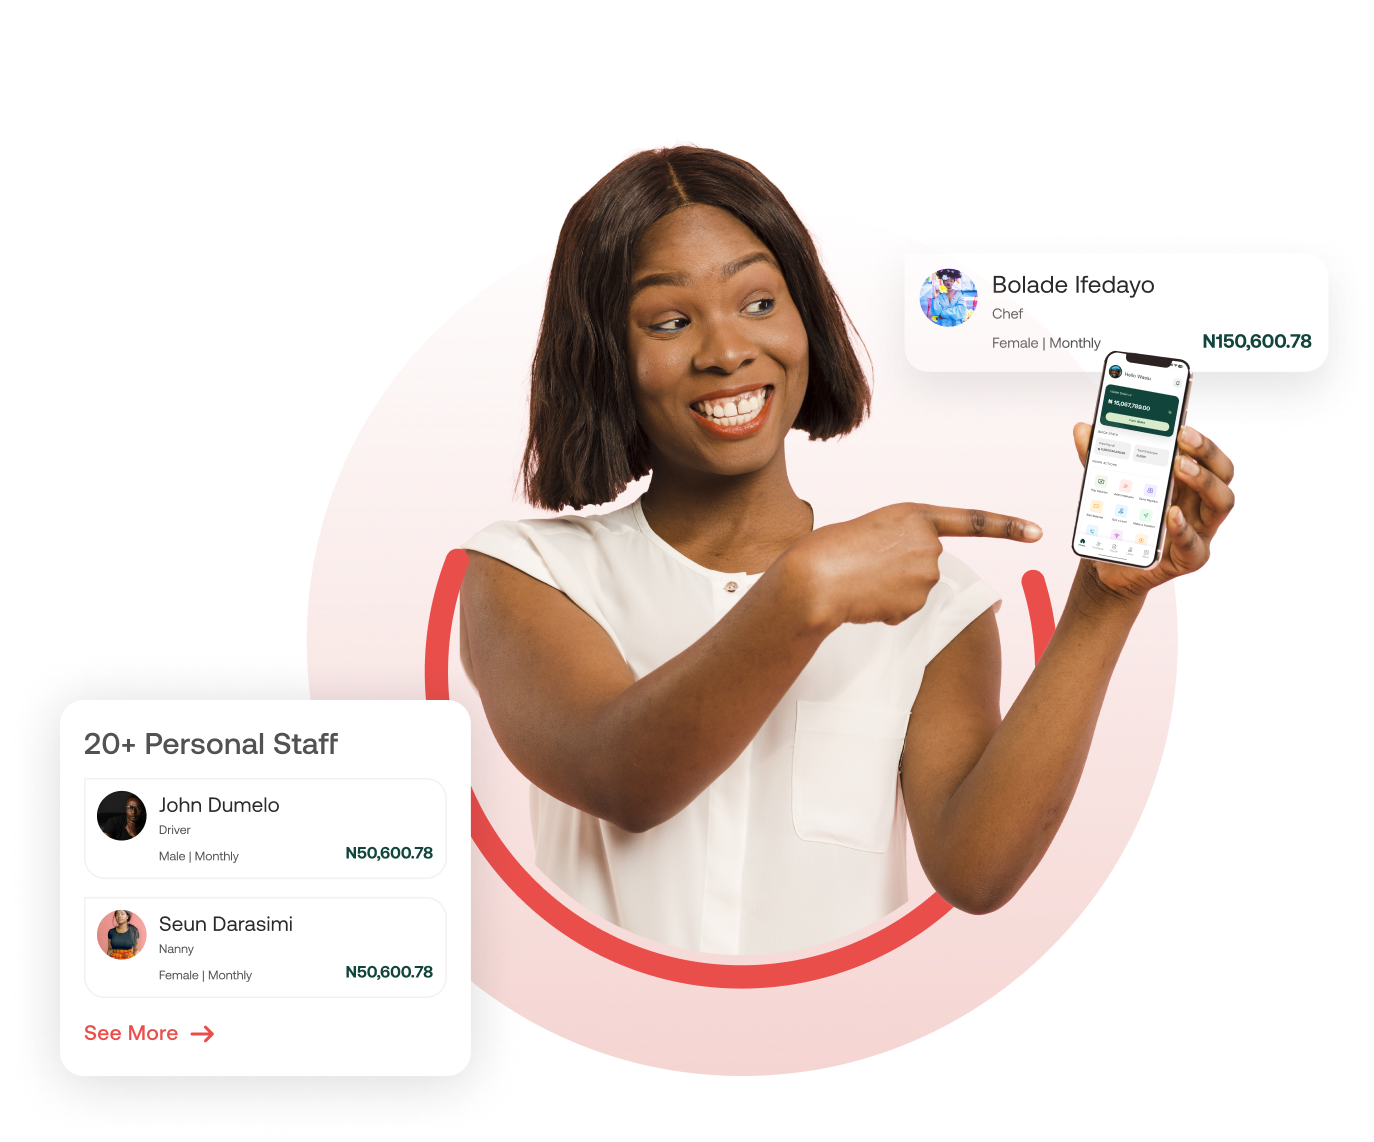 Bolade Ifedayo
Chef
Female | Monthly
N150,600.78
Hello Wasiu
₦ 15,067,789.00
20+ Personal Staff
John Dumelo
Driver
Male | Monthly
N50,600.78
Seun Darasimi
Nanny
Female | Monthly
N50,600.78
See More